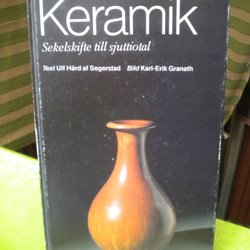 Keramik
Sekelskifte till sjuttiotal
Text Ulf Hård af Segerstad Bild Karl-Erik Granath